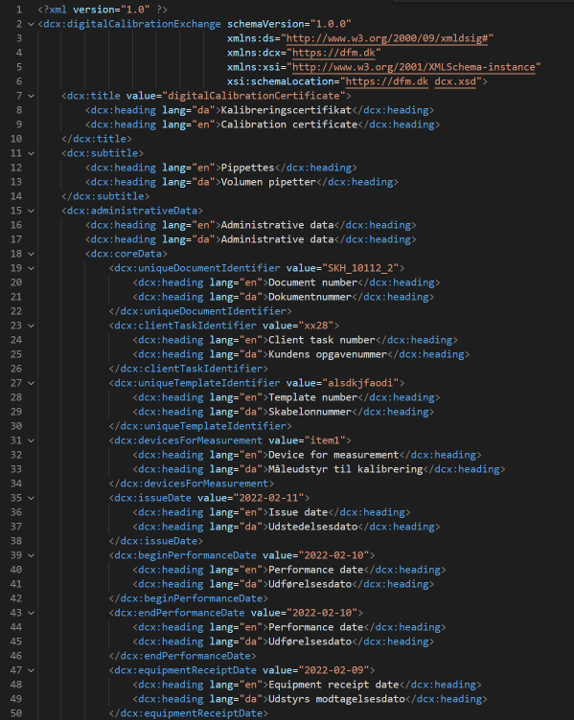 1 <?xml version="1.0" ?>
2 <dcx:digitalCalibrationExchange schemaVersion="1.0.0"
3 xmlns:ds="http://www.w3.org/2000/09/xmldsig#"
4 xmlns:dcx="https://dfm.dk"
5 xmlns:xsi="http://www.w3.org/2001/XMLSchema-instance"
6 xsi:schemaLocation="https://dfm.dk dcx.xsd">
7 <dcx:title value="digitalCalibrationCertificate">
8 <dcx:heading lang="da">Kalibreringscertifikat</dcx:heading>
9 <dcx:heading lang="en">Calibration certificate</dcx:heading>
10 </dcx:title>
11 <dcx:subtitle>
12 <dcx:heading lang="en">Pippettes</dcx:heading>
13 <dcx:heading lang="da">Volumen pipetter</dcx:heading>
14 </dcx:subtitle>
15 <dcx:administrativeData>
16 <dcx:heading lang="en">Administrative data</dcx:heading>
17 <dcx:heading lang="da">Administrative data</dcx:heading>
18 <dcx:coreData>
19 <dcx:uniqueDocumentIdentifier value="SKH_10112_2">
20 <dcx:heading lang="en">Document number</dcx:heading>
21 <dcx:heading lang="da">Dokumentnummer</dcx:heading>
22 </dcx:uniqueDocumentIdentifier>
23 <dcx:clientTaskIdentifier value="xx28">
24 <dcx:heading lang="en">Client task number</dcx:heading>
25 <dcx:heading lang="da">Kundens opgavenummer</dcx:heading>
26 </dcx:clientTaskIdentifier>
27 <dcx:uniqueTemplateIdentifier value="alsdkjfaodi">
28 <dcx:heading lang="en">Template number</dcx:heading>
29 <dcx:heading lang="da">Skabelonnummer</dcx:heading>
30 </dcx:uniqueTemplateIdentifier>
31 <dcx:devicesForMeasurement value="item1">
32 <dcx:heading lang="en">Device for measurement</dcx:heading>
33 <dcx:heading lang="da">Måleudstyr til kalibrering</dcx:heading>
34 </dcx:devicesForMeasurement>
35 <dcx:issueDate value="2022-02-11">
36 <dcx:heading lang="en">Issue date</dcx:heading>
37 <dcx:heading lang="da">Udstedelsesdato</dcx:heading>
38 </dcx:issueDate>
39 <dcx:beginPerformanceDate value="2022-02-10">
40 <dcx:heading lang="en">Performance date</dcx:heading>
41 <dcx:heading lang="da">Udførelsesdato</dcx:heading>
42 </dcx:beginPerformanceDate>
43 <dcx:endPerformanceDate value="2022-02-10">
44 <dcx:heading lang="en">Performance date</dcx:heading>
45 <dcx:heading lang="da">Udførelsesdato</dcx:heading>
46 </dcx:endPerformanceDate>
47 <dcx:equipmentReceiptDate value="2022-02-09">
48 <dcx:heading lang="en">Equipment receipt date</dcx:heading>
49 <dcx:heading lang="da">Udstyrs modtagelsesdato</dcx:heading>
50 </dcx:equipmentReceiptDate>